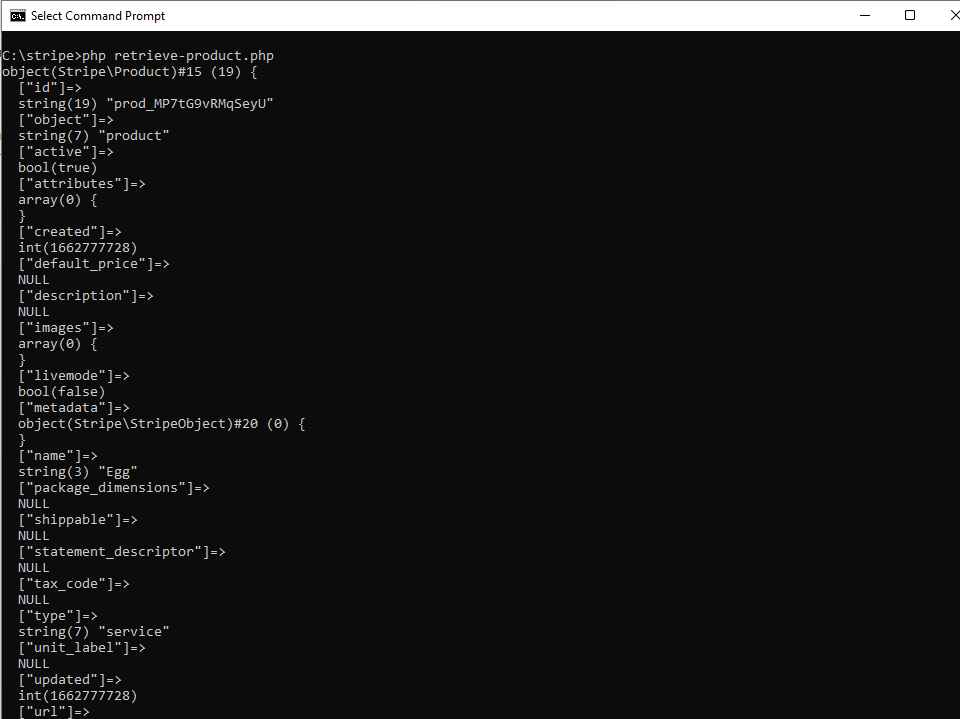 Select Command Prompt
C:\stripe>php retrieve-product.php
object(Stripe\Product)#15 (19) {
  ["id"]=>
  string(19) "prod_MP7tG9vRMqSeyU"
  ["object"]=>
  string(7) "product"
  ["active"]=>
  bool(true)
  ["attributes"]=>
  array(0) {
  }
  ["created"]=>
  int(1662777728)
  ["default_price"]=>
  NULL
  ["description"]=>
  NULL
  ["images"]=>
  array(0) {
  }
  ["livemode"]=>
  bool(false)
  ["metadata"]=>
  object(Stripe\StripeObject)#20 (0) {
  }
  ["name"]=>
  string(3) "Egg"
  ["package_dimensions"]=>
  NULL
  ["shippable"]=>
  NULL
  ["statement_descriptor"]=>
  NULL
  ["tax_code"]=>
  NULL
  ["type"]=>
  string(7) "service"
  ["unit_label"]=>
  NULL
  ["updated"]=>
  int(1662777728)
  ["url"]=>